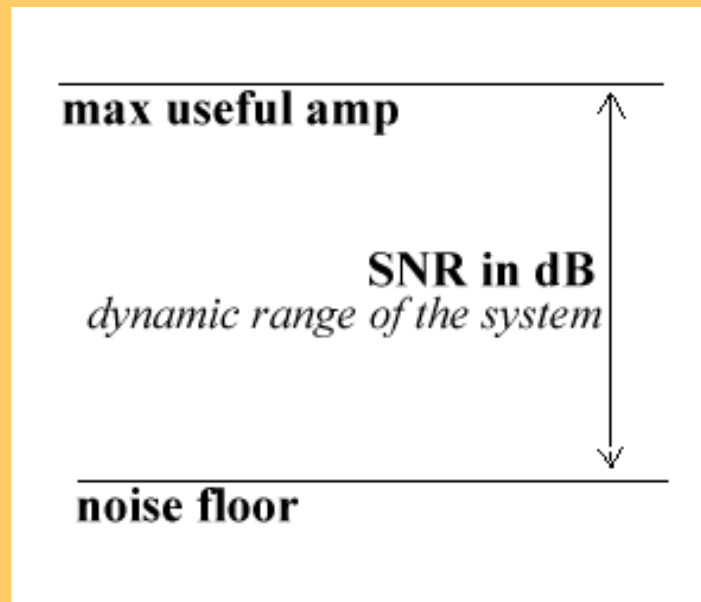 max useful amp
SNR in dB
dynamic range of the system
noise floor